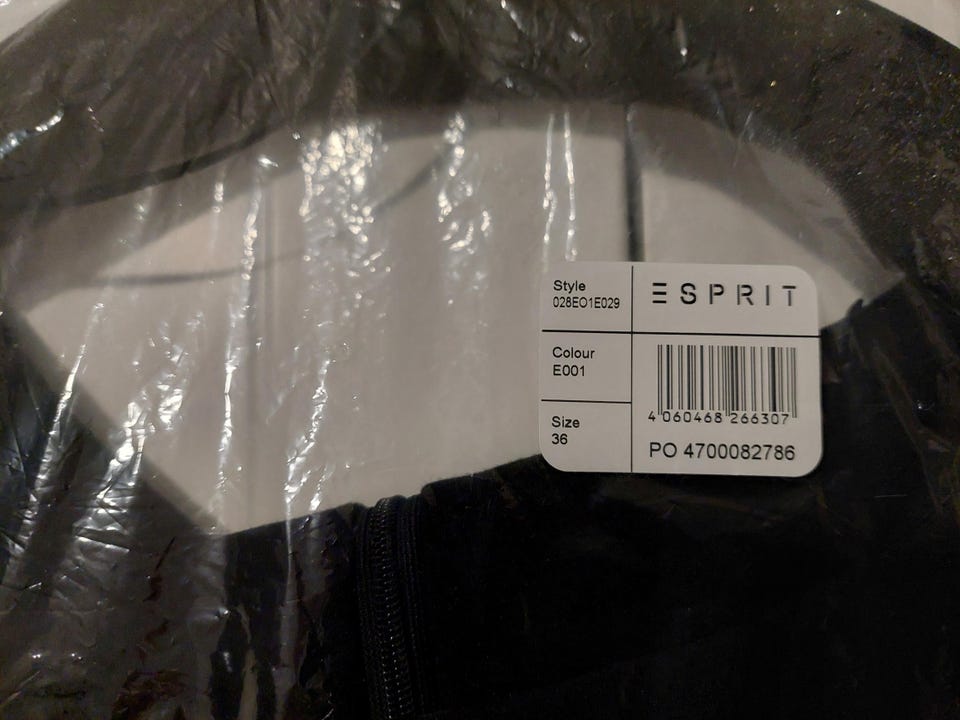 Style
028EO1E029
ESPRIT
Colour
E001
4 060468 266307
Size
36
PO 4700082786